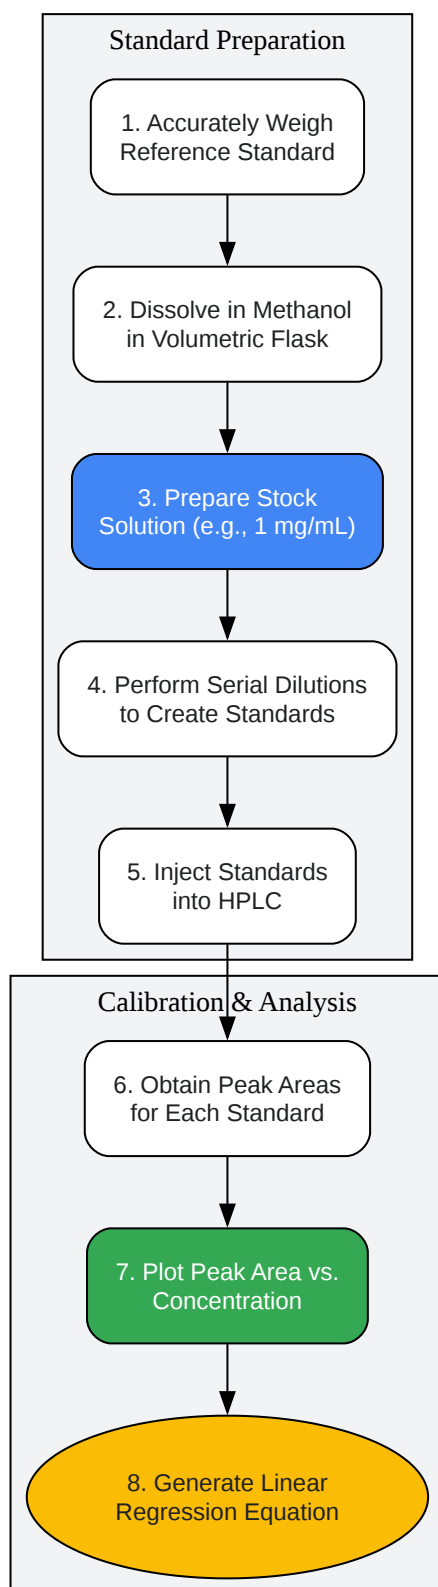 Standard Preparation
1. Accurately Weigh
Reference Standard
2. Dissolve in Methanol
in Volumetric Flask
3. Prepare Stock
Solution (e.g., 1 mg/mL)
4. Perform Serial Dilutions
to Create Standards
5. Inject Standards
into HPLC
Calibration & Analysis
6. Obtain Peak Areas
for Each Standard
7. Plot Peak Area vs.
Concentration
8. Generate Linear
Regression Equation